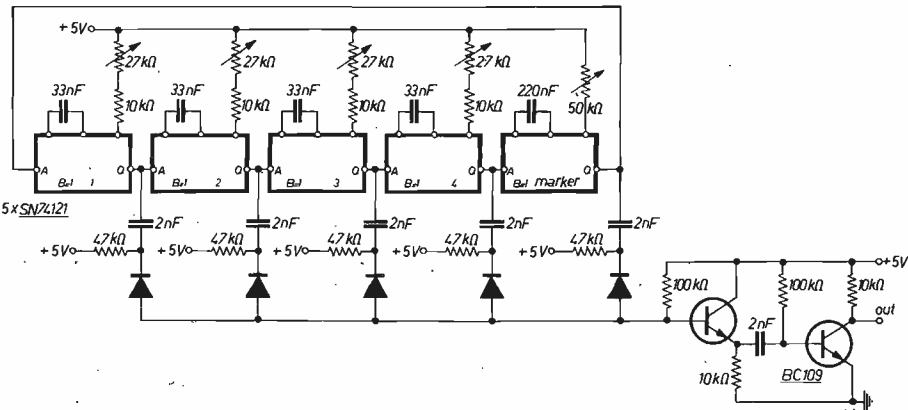 +5V
27kΩ 27kΩ 27kΩ 27kΩ
33nF 33nF 33nF 33nF 220nF 50kΩ
10kΩ 10kΩ 10kΩ 10kΩ
A Q A Q A Q A Q A Q
B=1 1 B=1 2 B=1 3 B=1 4 B=1 marker
5xSN74121
2nF 2nF 2nF 2nF 2nF
+5V 4.7kΩ +5V 4.7kΩ +5V 4.7kΩ +5V 4.7kΩ +5V 4.7kΩ
+5V
100kΩ 100kΩ 10kΩ
out
2nF
10kΩ BC109